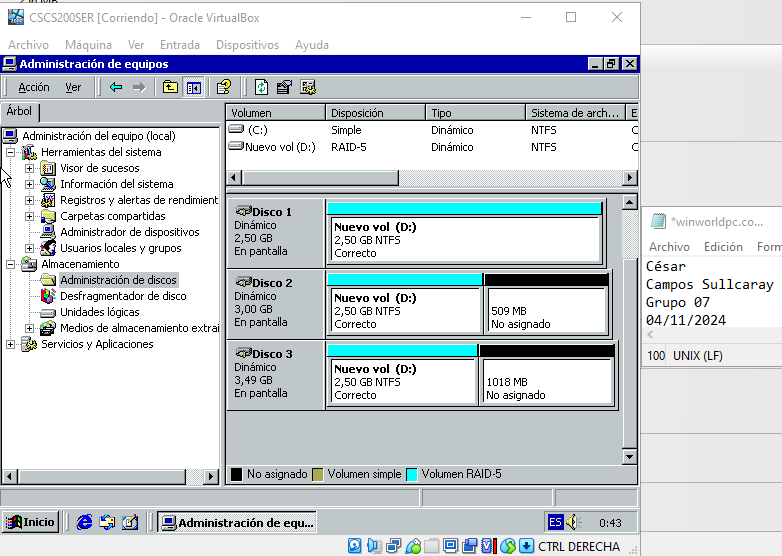 CSCS200SER [Corriendo] - Oracle VirtualBox
Archivo Máquina Ver Entrada Dispositivos Ayuda
Administración de equipos
Acción Ver
Árbol
Administración del equipo (local)
Herramientas del sistema
Visor de sucesos
Información del sistema
Registros y alertas de rendimient
Carpetas compartidas
Administrador de dispositivos
Usuarios locales y grupos
Almacenamiento
Administración de discos
Desfragmentador de disco
Unidades lógicas
Medios de almacenamiento extrai
Servicios y Aplicaciones
Volumen Disposición Tipo Sistema de arch... E
(C:) Simple Dinámico NTFS C
Nuevo vol (D:) RAID-5 Dinámico NTFS C
Disco 1
Dinámico
2,50 GB
En pantalla
Nuevo vol (D:)
2,50 GB NTFS
Correcto
Disco 2
Dinámico
3,00 GB
En pantalla
Nuevo vol (D:)
2,50 GB NTFS
Correcto
509 MB
No asignado
Disco 3
Dinámico
3,49 GB
En pantalla
Nuevo vol (D:)
2,50 GB NTFS
Correcto
1018 MB
No asignado
No asignado Volumen simple Volumen RAID-5
Inicio
Administración de equ...
ES
0:43
CTRL DERECHA
*winworldpc.co...
Archivo Edición Form
César
Campos Sullcaray
Grupo 07
04/11/2024
100 UNIX (LF)